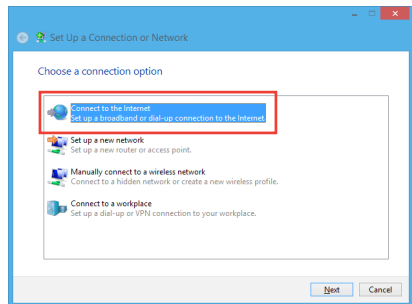 Set Up a Connection or Network
Choose a connection option
Connect to the Internet
Set up a broadband or dial-up connection to the Internet.
Set up a new network
Set up a new router or access point.
Manually connect to a wireless network
Connect to a hidden network or create a new wireless profile.
Connect to a workplace
Set up a dial-up or VPN connection to your workplace.
Next Cancel